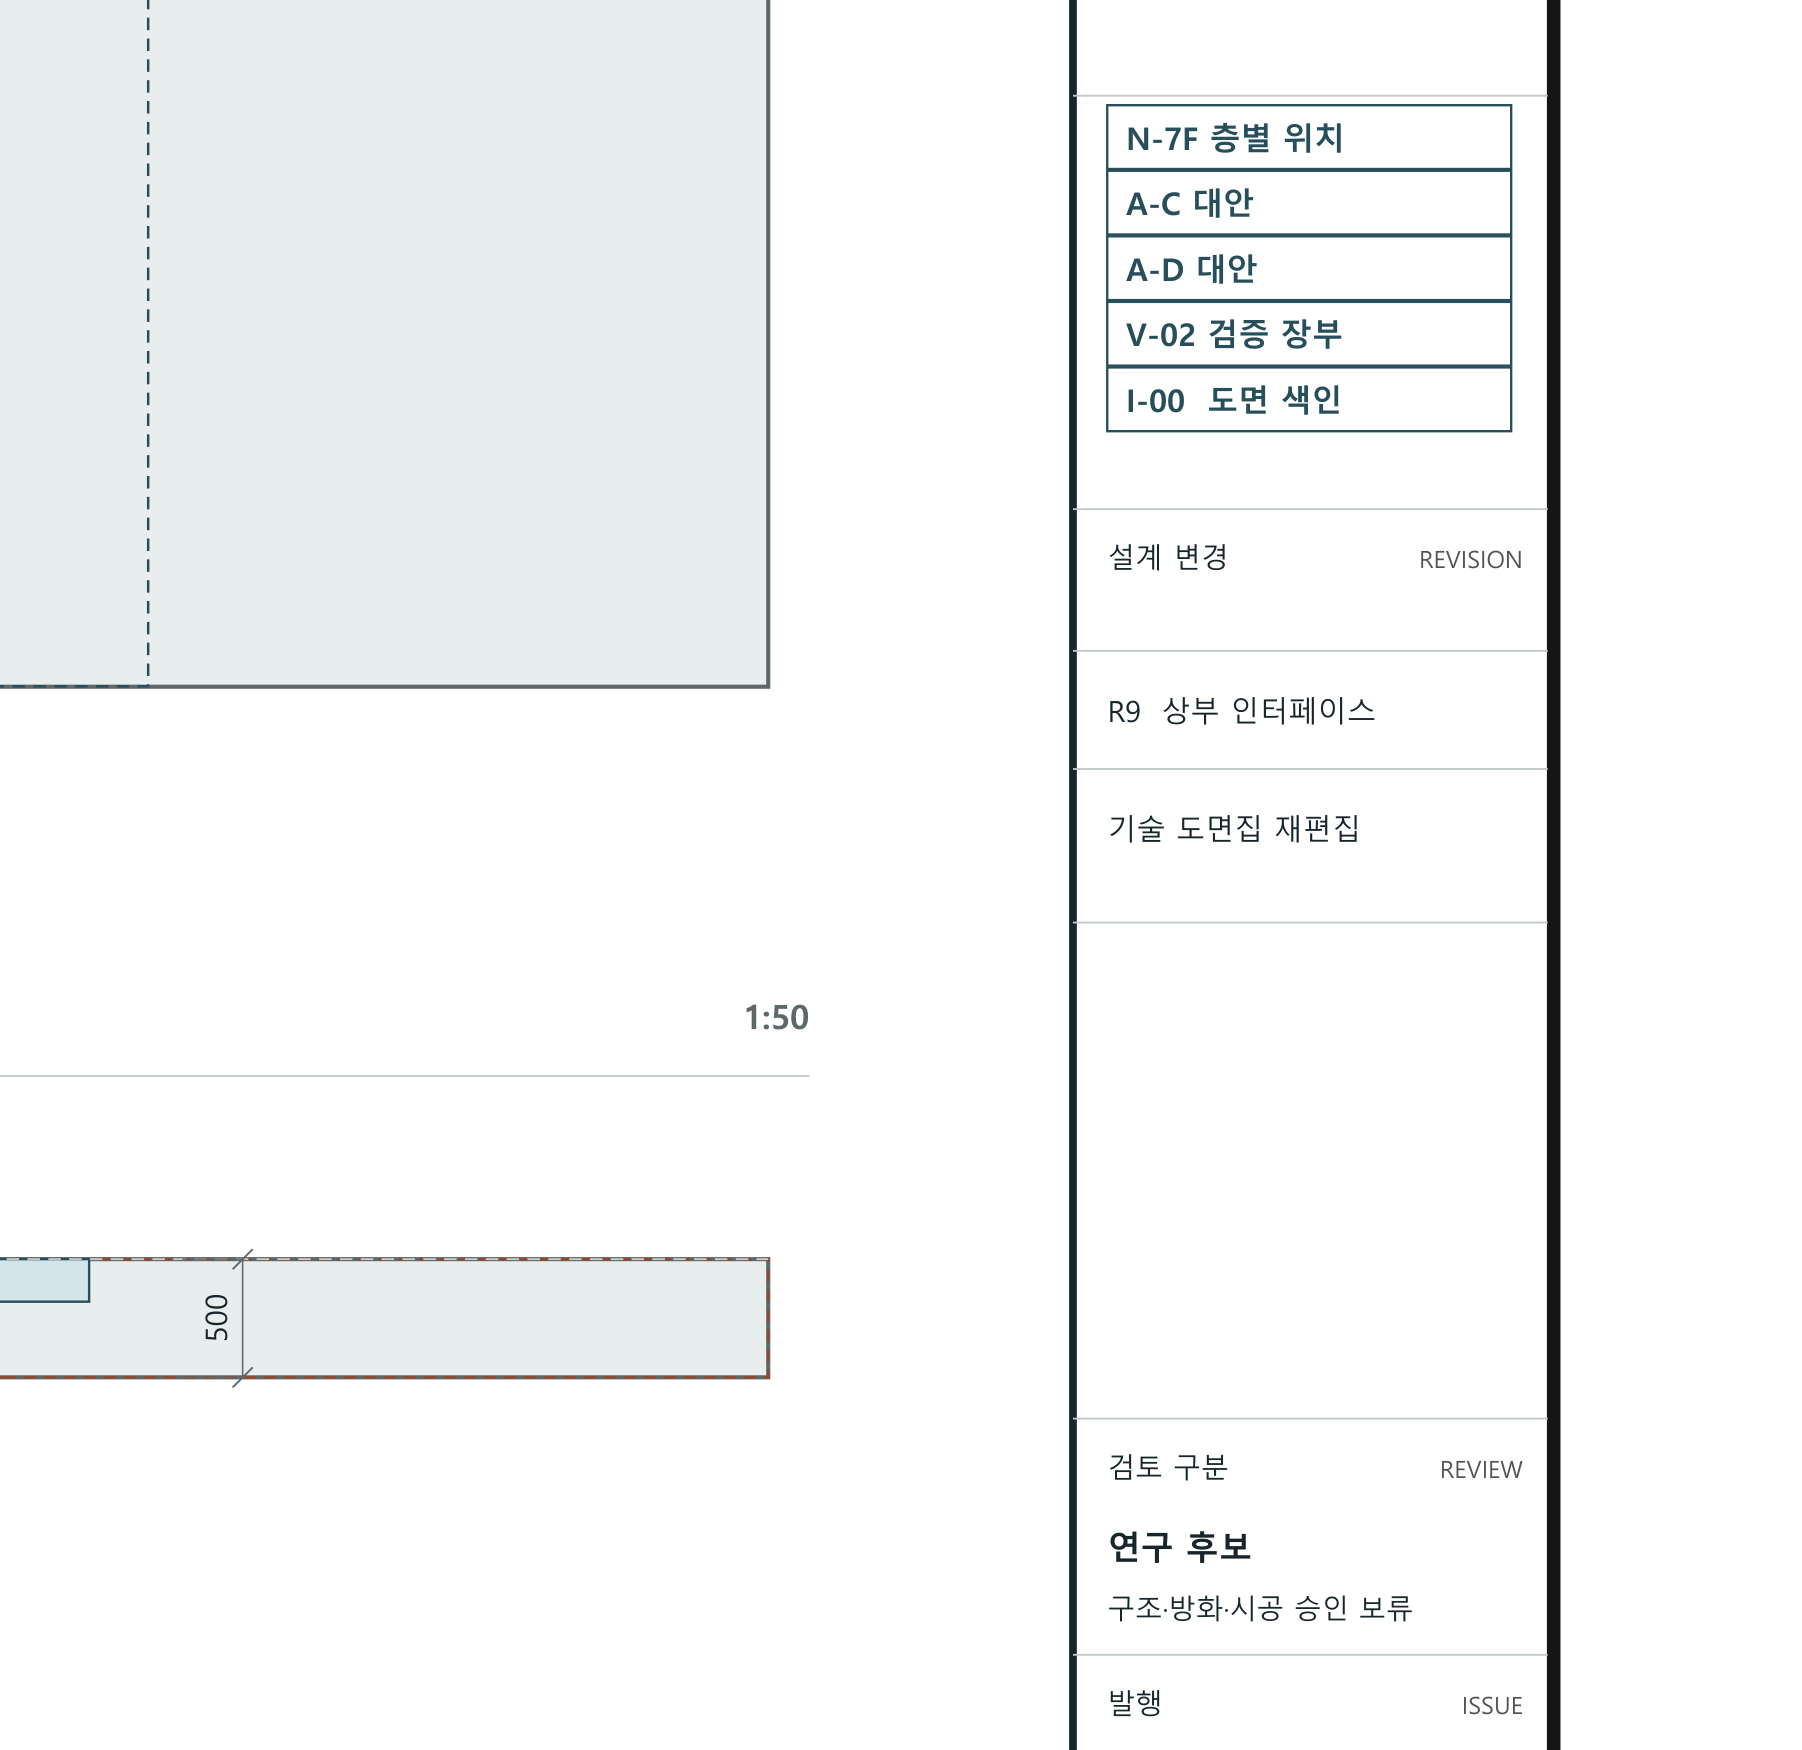 N-7F 층별 위치
A-C 대안
A-D 대안
V-02 검증 장부
I-00 도면 색인
설계 변경 REVISION
R9 상부 인터페이스
기술 도면집 재편집
1:50
500
검토 구분 REVIEW
연구 후보
구조·방화·시공 승인 보류
발행 ISSUE